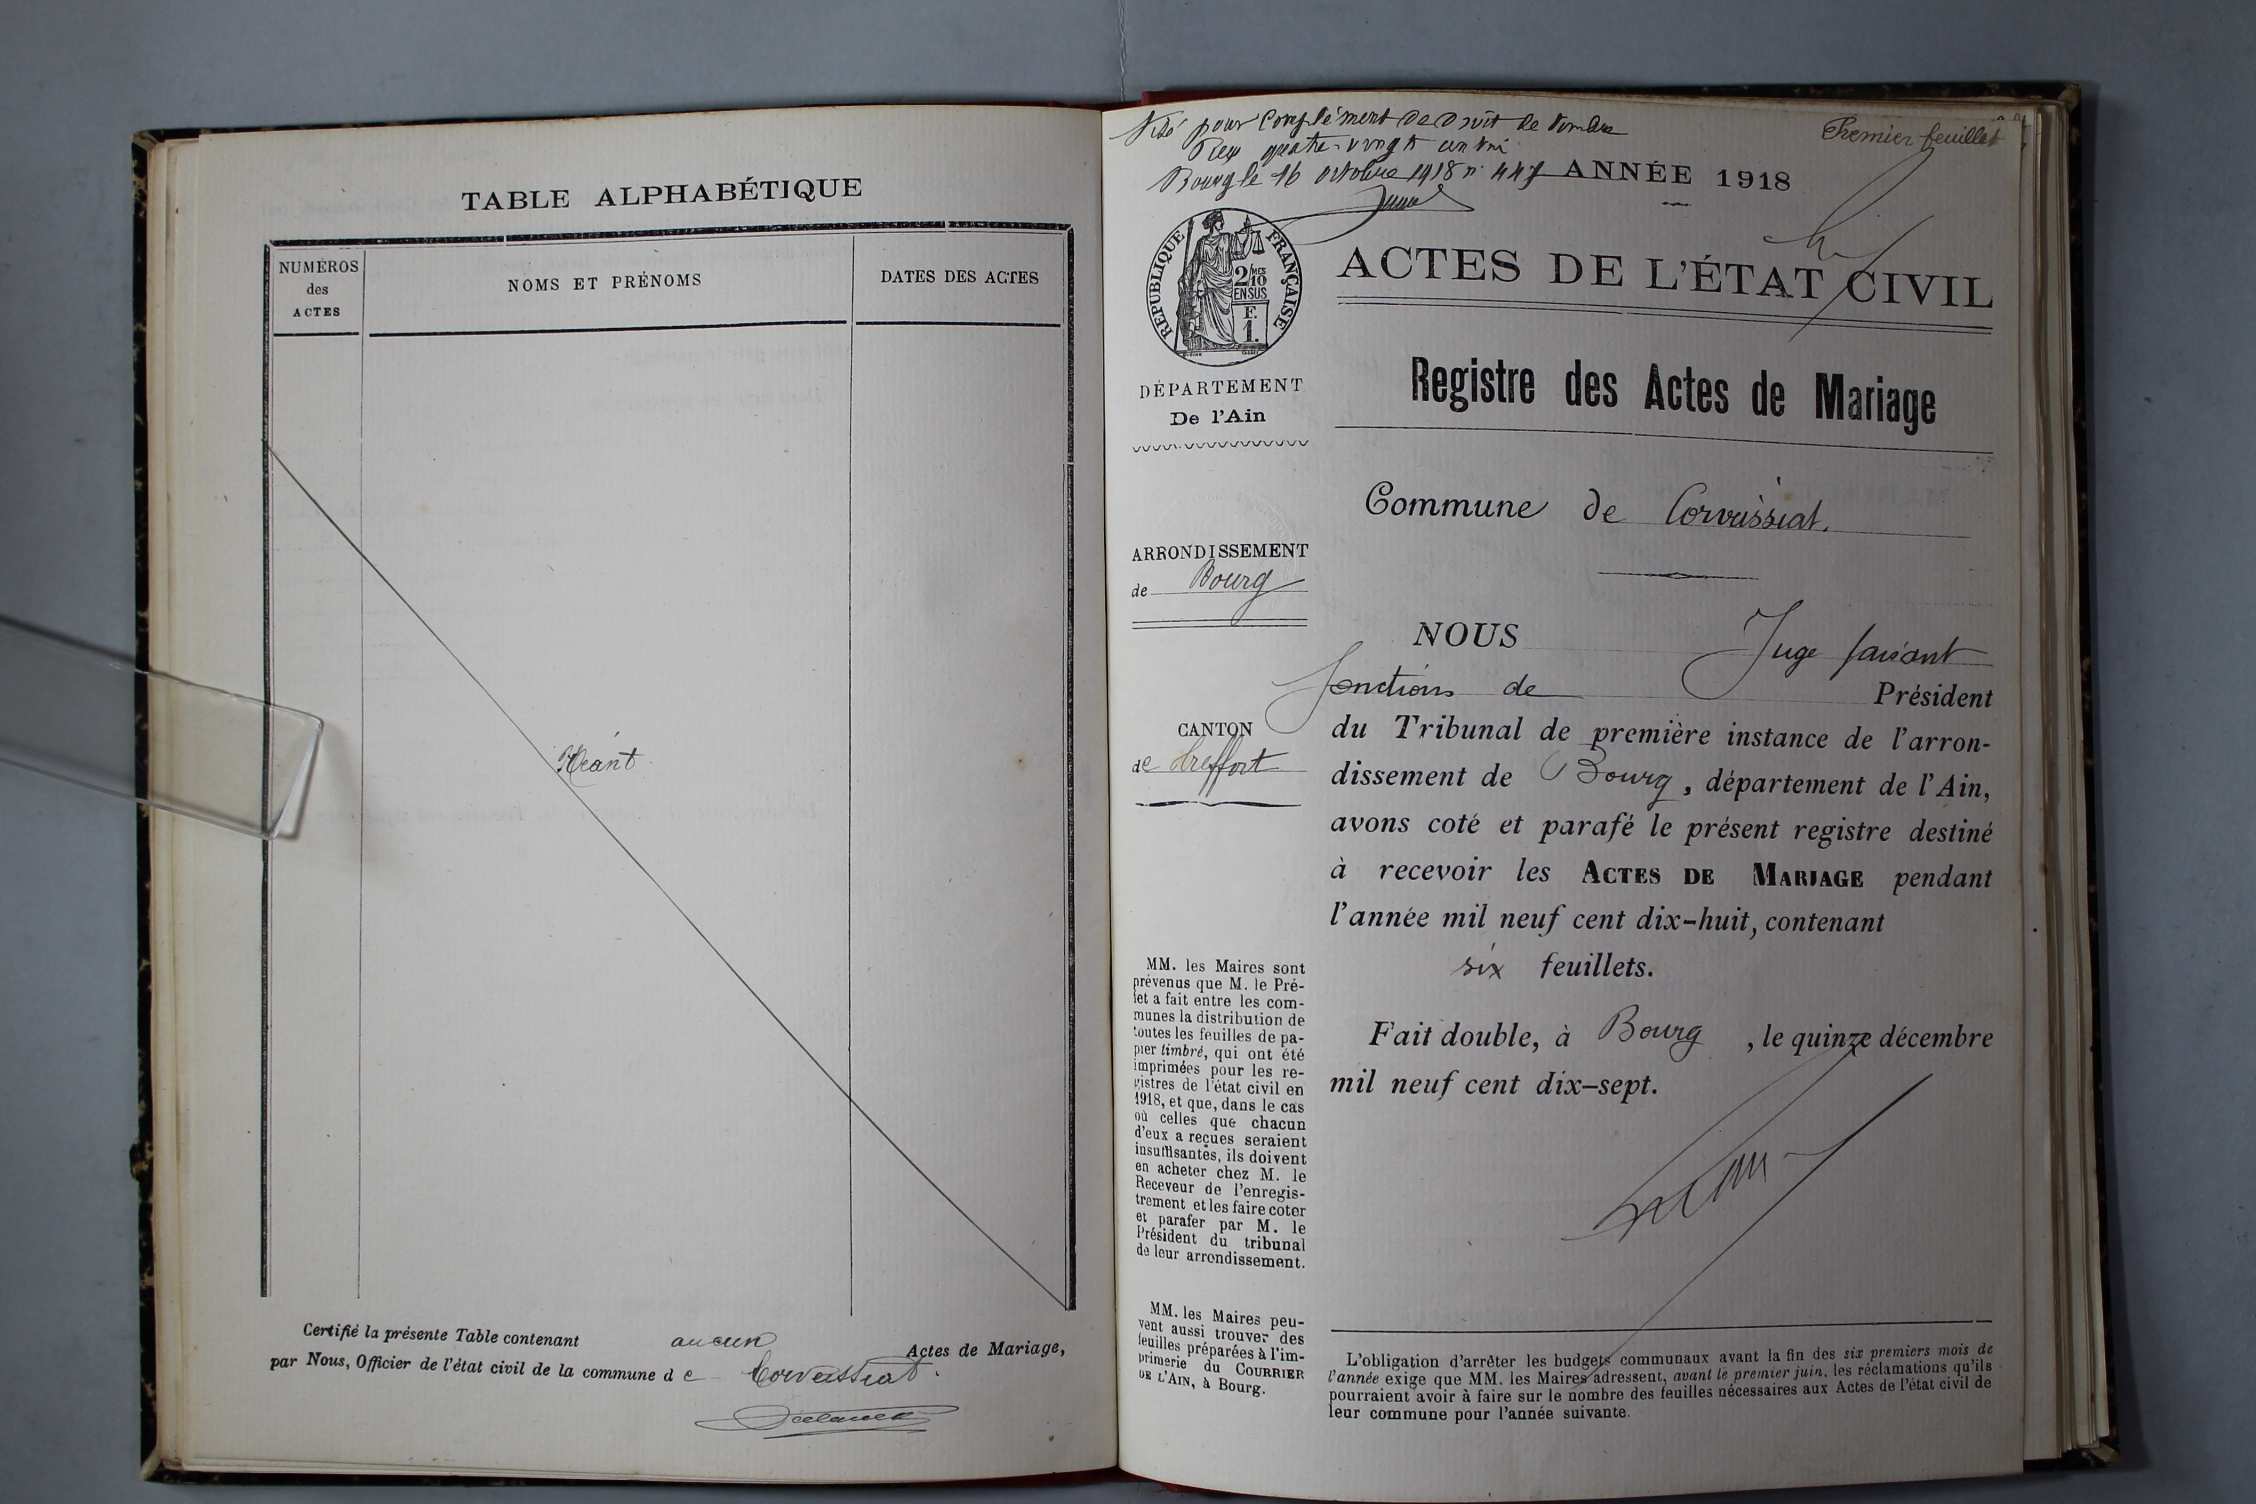 TABLE ALPHABÉTIQUE
NUMÉROS
des
ACTES
NOMS ET PRÉNOMS
DATES DES ACTES
Néant
Certifié la présente Table contenant aucun Actes de Mariage,
par Nous, Officier de l'état civil de la commune de Corveissiat.
Visé pour Complément de Droit de timbre
quatre-vingt
Bourg le 16 octobre 1918 n° 447
Premier feuillet
ANNÉE 1918
RÉPUBLIQUE FRANÇAISE
2/10 MES
EN SUS
F.
1.
ACTES DE L'ÉTAT CIVIL
Registre des Actes de Mariage
DÉPARTEMENT
De l'Ain
Commune de Corveissiat.
ARRONDISSEMENT
de Bourg
CANTON
de Treffort
NOUS Juge faisant
fonctions de Président
du Tribunal de première instance de l'arron-
dissement de Bourg, département de l'Ain,
avons coté et parafé le présent registre destiné
à recevoir les ACTES DE MARIAGE pendant
l'année mil neuf cent dix-huit, contenant
six feuillets.
Fait double, à Bourg, le quinze décembre
mil neuf cent dix-sept.
MM. les Maires sont
prévenus que M. le Pré-
fet a fait entre les com-
munes la distribution de
toutes les feuilles de pa-
pier timbré, qui ont été
imprimées pour les re-
gistres de l'état civil en
1918, et que, dans le cas
où celles que chacun
d'eux a reçues seraient
insuffisantes, ils doivent
en acheter chez M. le
Receveur de l'enregis-
trement et les faire coter
et parafer par M. le
Président du tribunal
de leur arrondissement.
MM. les Maires peu-
vent aussi trouver des
feuilles préparées à l'im-
primerie du COURRIER
DE L'AIN, à Bourg.
L'obligation d'arrêter les budgets communaux avant la fin des six premiers mois de
l'année exige que MM. les Maires adressent, avant le premier juin, les réclamations qu'ils
pourraient avoir à faire sur le nombre des feuilles nécessaires aux Actes de l'état civil de
leur commune pour l'année suivante.